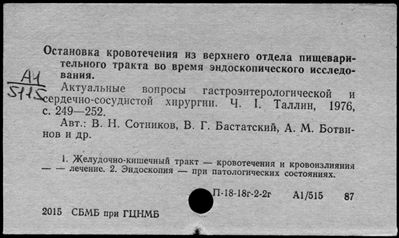 Остановка кровотечения из верхнего отдела пищевари-
тельного тракта во время эндоскопического исследо-
вания.
А1
5115
Актуальные вопросы гастроэнтерологической и
сердечно-сосудистой хирургии. Ч. I. Таллин, 1976,
с. 249—252.
Авт.: В. Н. Сотников, В. Г. Бастатский, А. М. Ботви-
нов и др.
1. Желудочно-кишечный тракт — кровотечения и кровоизлияния
— — лечение. 2. Эндоскопия — при патологических состояниях.
П-18-18г-2-2г А1/515 87
2015 СБМБ при ГЦНМБ